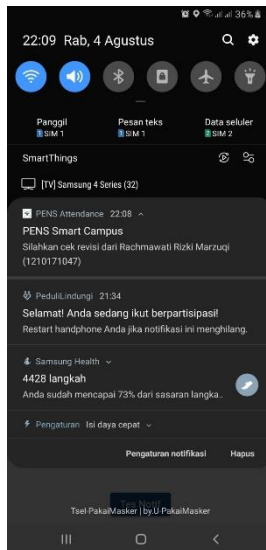 36%
22:09 Rab, 4 Agustus
Panggil
Pesan teks
Data seluler
1 SIM 1
1 SIM 1
2 SIM 2
SmartThings
[TV] Samsung 4 Series (32)
PENS Attendance 22:08
PENS Smart Campus
Silahkan cek revisi dari Rachmawati Rizki Marzuqi
(1210171047)
PeduliLindungi 21:34
Selamat! Anda sedang ikut berpartisipasi!
Restart handphone Anda jika notifikasi ini menghilang.
Samsung Health
4428 langkah
Anda sudah mencapai 73% dari sasaran langka..
Pengaturan Isi daya cepat
Pengaturan notifikasi
Hapus
Tes Notif
Tsel-PakaiMasker | by.U-PakaiMasker